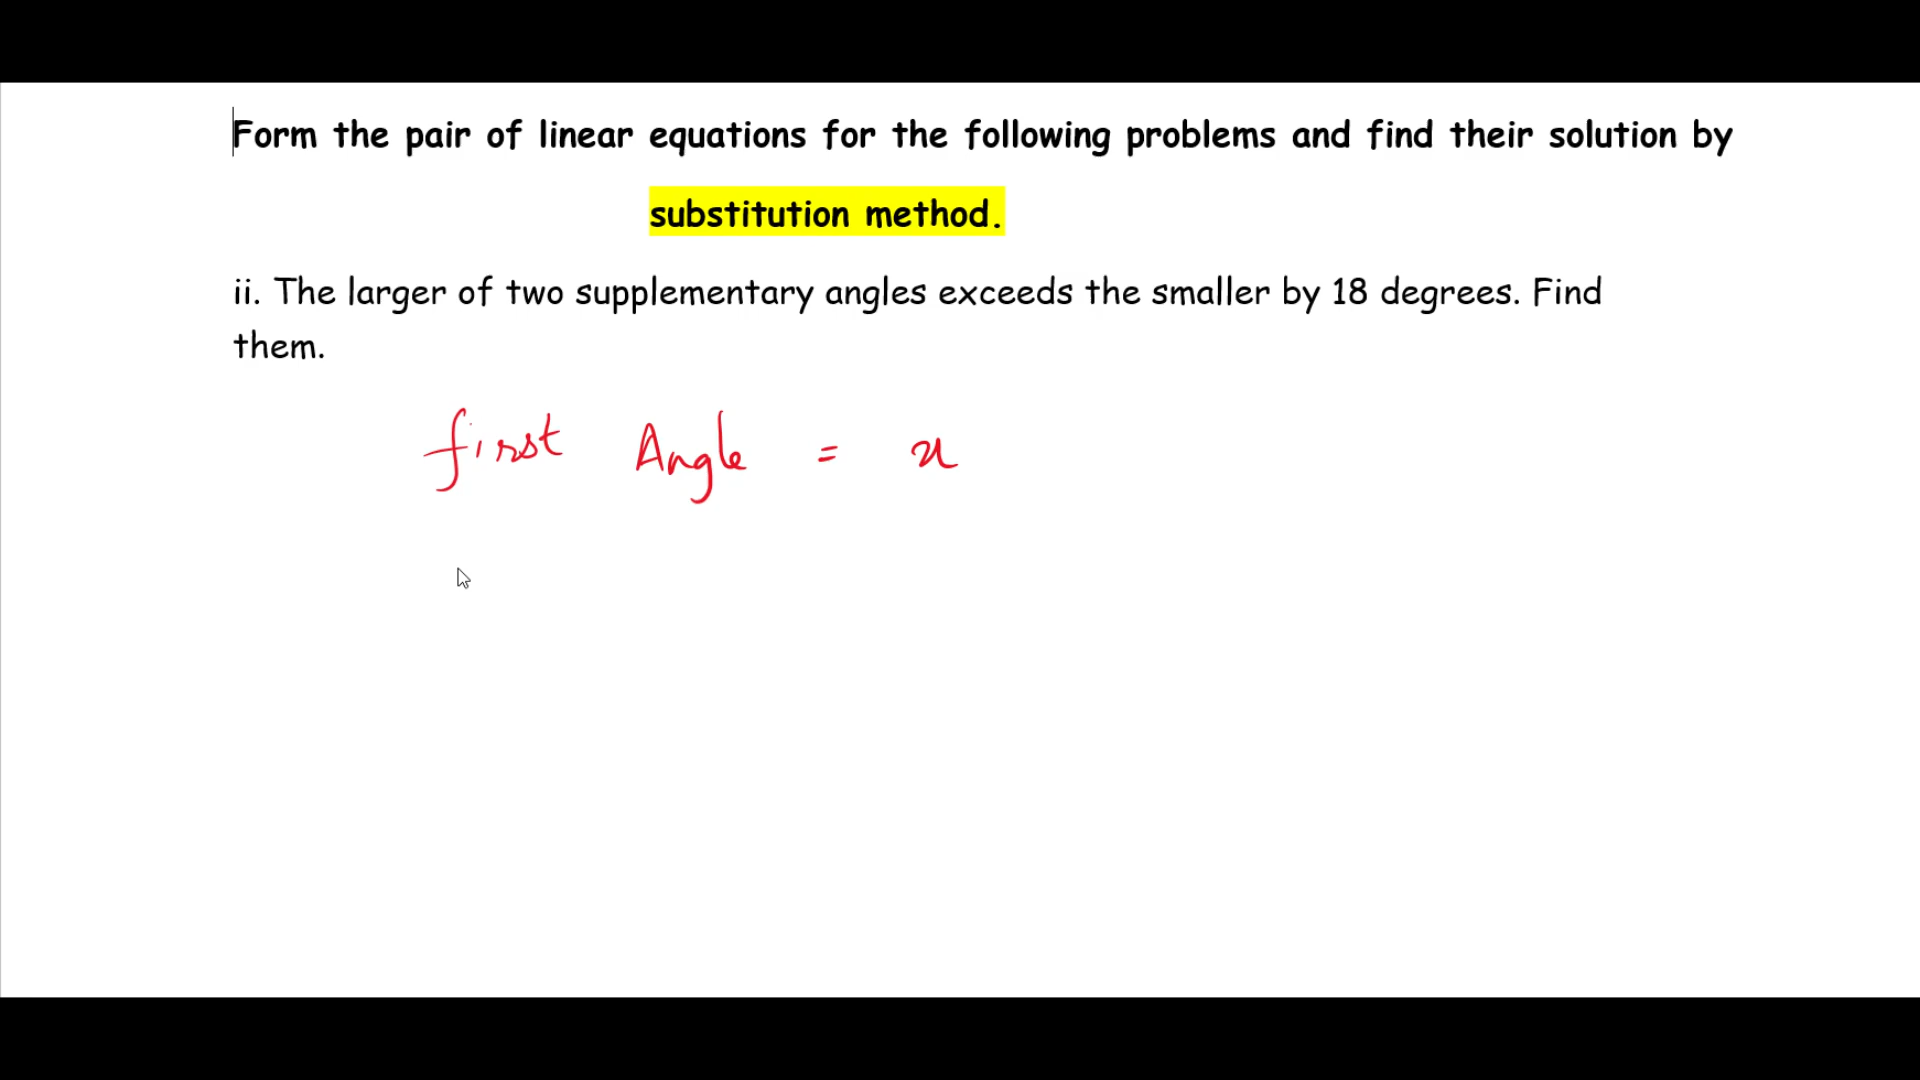 Form the pair of linear equations for the following problems and find their solution by
substitution method.
ii. The larger of two supplementary angles exceeds the smaller by 18 degrees. Find
them.
first Angle = x